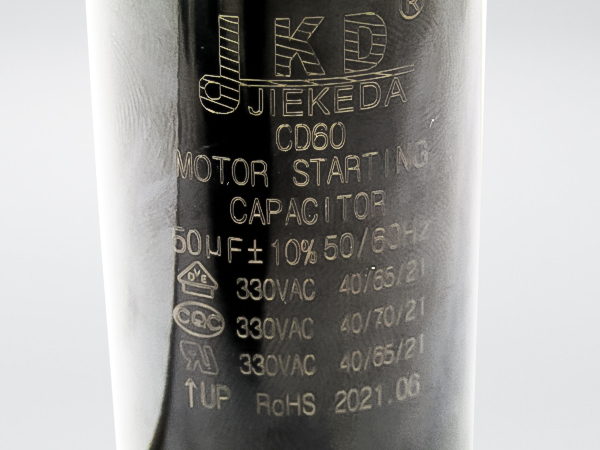 JKD®
JIEKEDA
CD60
MOTOR STARTING
CAPACITOR
50μF±10% 50/60Hz
OVE 330VAC 40/65/21
CQC 330VAC 40/70/21
330VAC 40/65/21
↑UP RoHS 2021.06